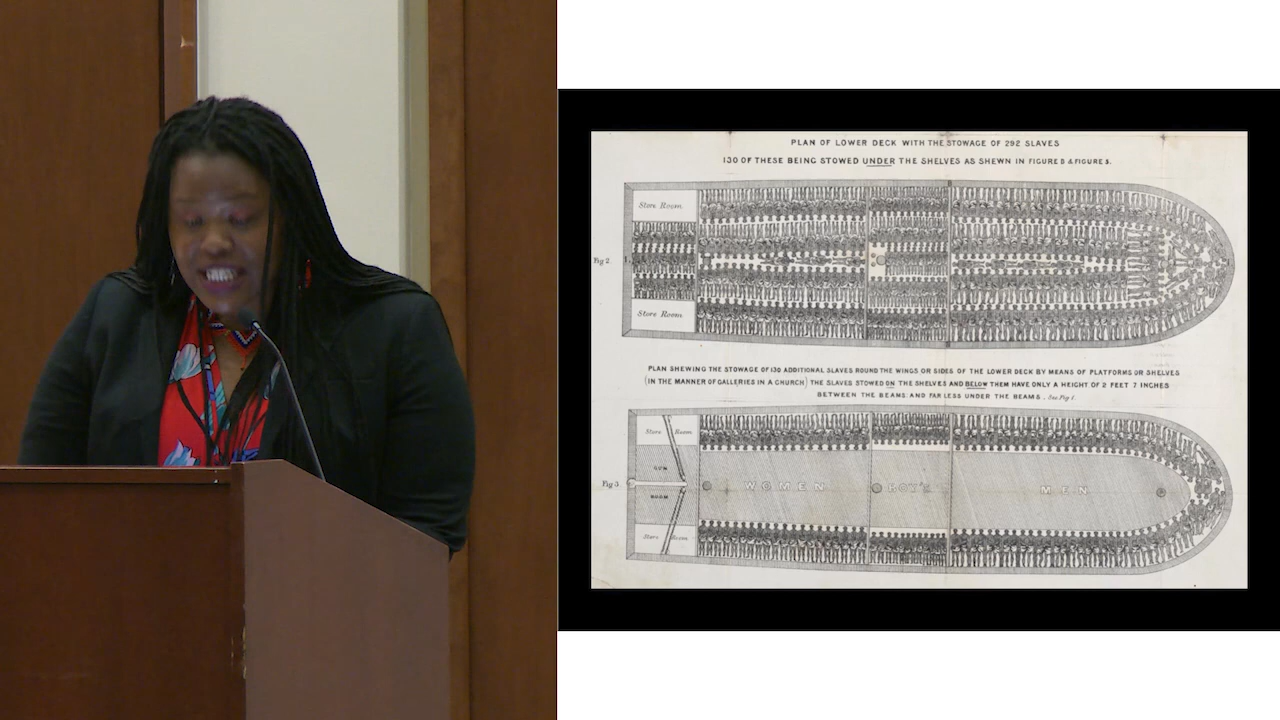 PLAN OF LOWER DECK WITH THE STOWAGE OF 292 SLAVES
130 OF THESE BEING STOWED UNDER THE SHELVES AS SHEWN IN FIGURE D & FIGURE 5.
Store Room
Fig 2
Store Room
PLAN SHEWING THE STOWAGE OF 130 ADDITIONAL SLAVES ROUND THE WINGS OR SIDES OF THE LOWER DECK BY MEANS OF PLATFORMS OR SHELVES
(IN THE MANNER OF GALLERIES IN A CHURCH) THE SLAVES STOWED ON THE SHELVES AND BELOW THEM HAVE ONLY A HEIGHT OF 2 FEET 7 INCHES
BETWEEN THE BEAMS: AND FAR LESS UNDER THE BEAMS. See Fig 1.
Store Room
GUN
Fig 3
WOMEN
BOYS
MEN
ROOM
Store Room